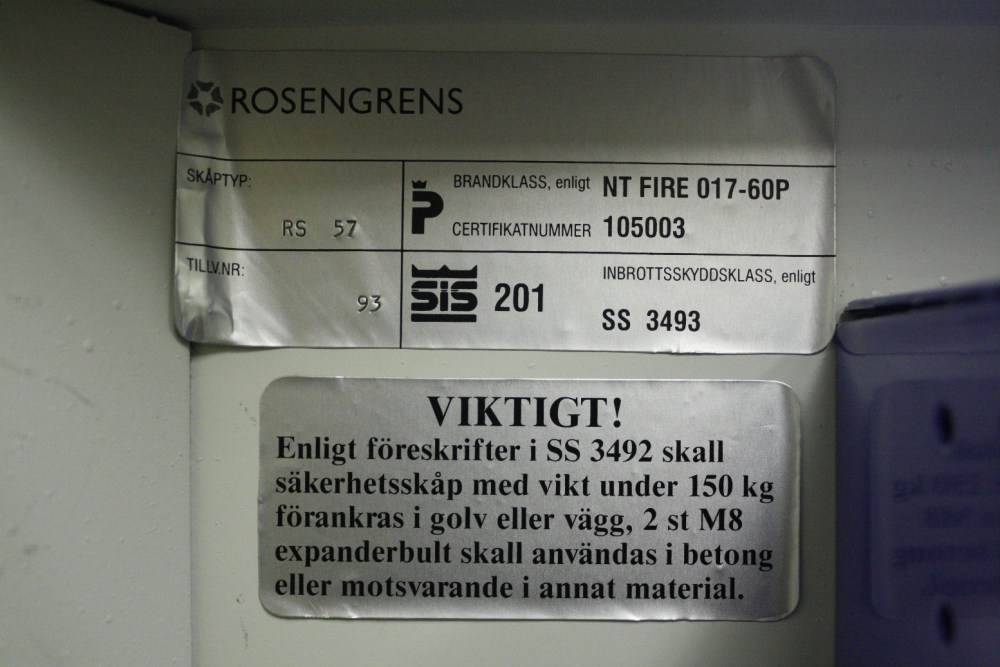 ROSENGRENS
SKÅPTYP:
RS 57
BRANDKLASS, enligt NT FIRE 017-60P
CERTIFIKATNUMMER 105003
TILLV.NR:
93
SIS 201
INBROTTSSKYDDSKLASS, enligt
SS 3493
VIKTIGT!
Enligt föreskrifter i SS 3492 skall
säkerhetsskåp med vikt under 150 kg
förankras i golv eller vägg, 2 st M8
expanderbult skall användas i betong
eller motsvarande i annat material.